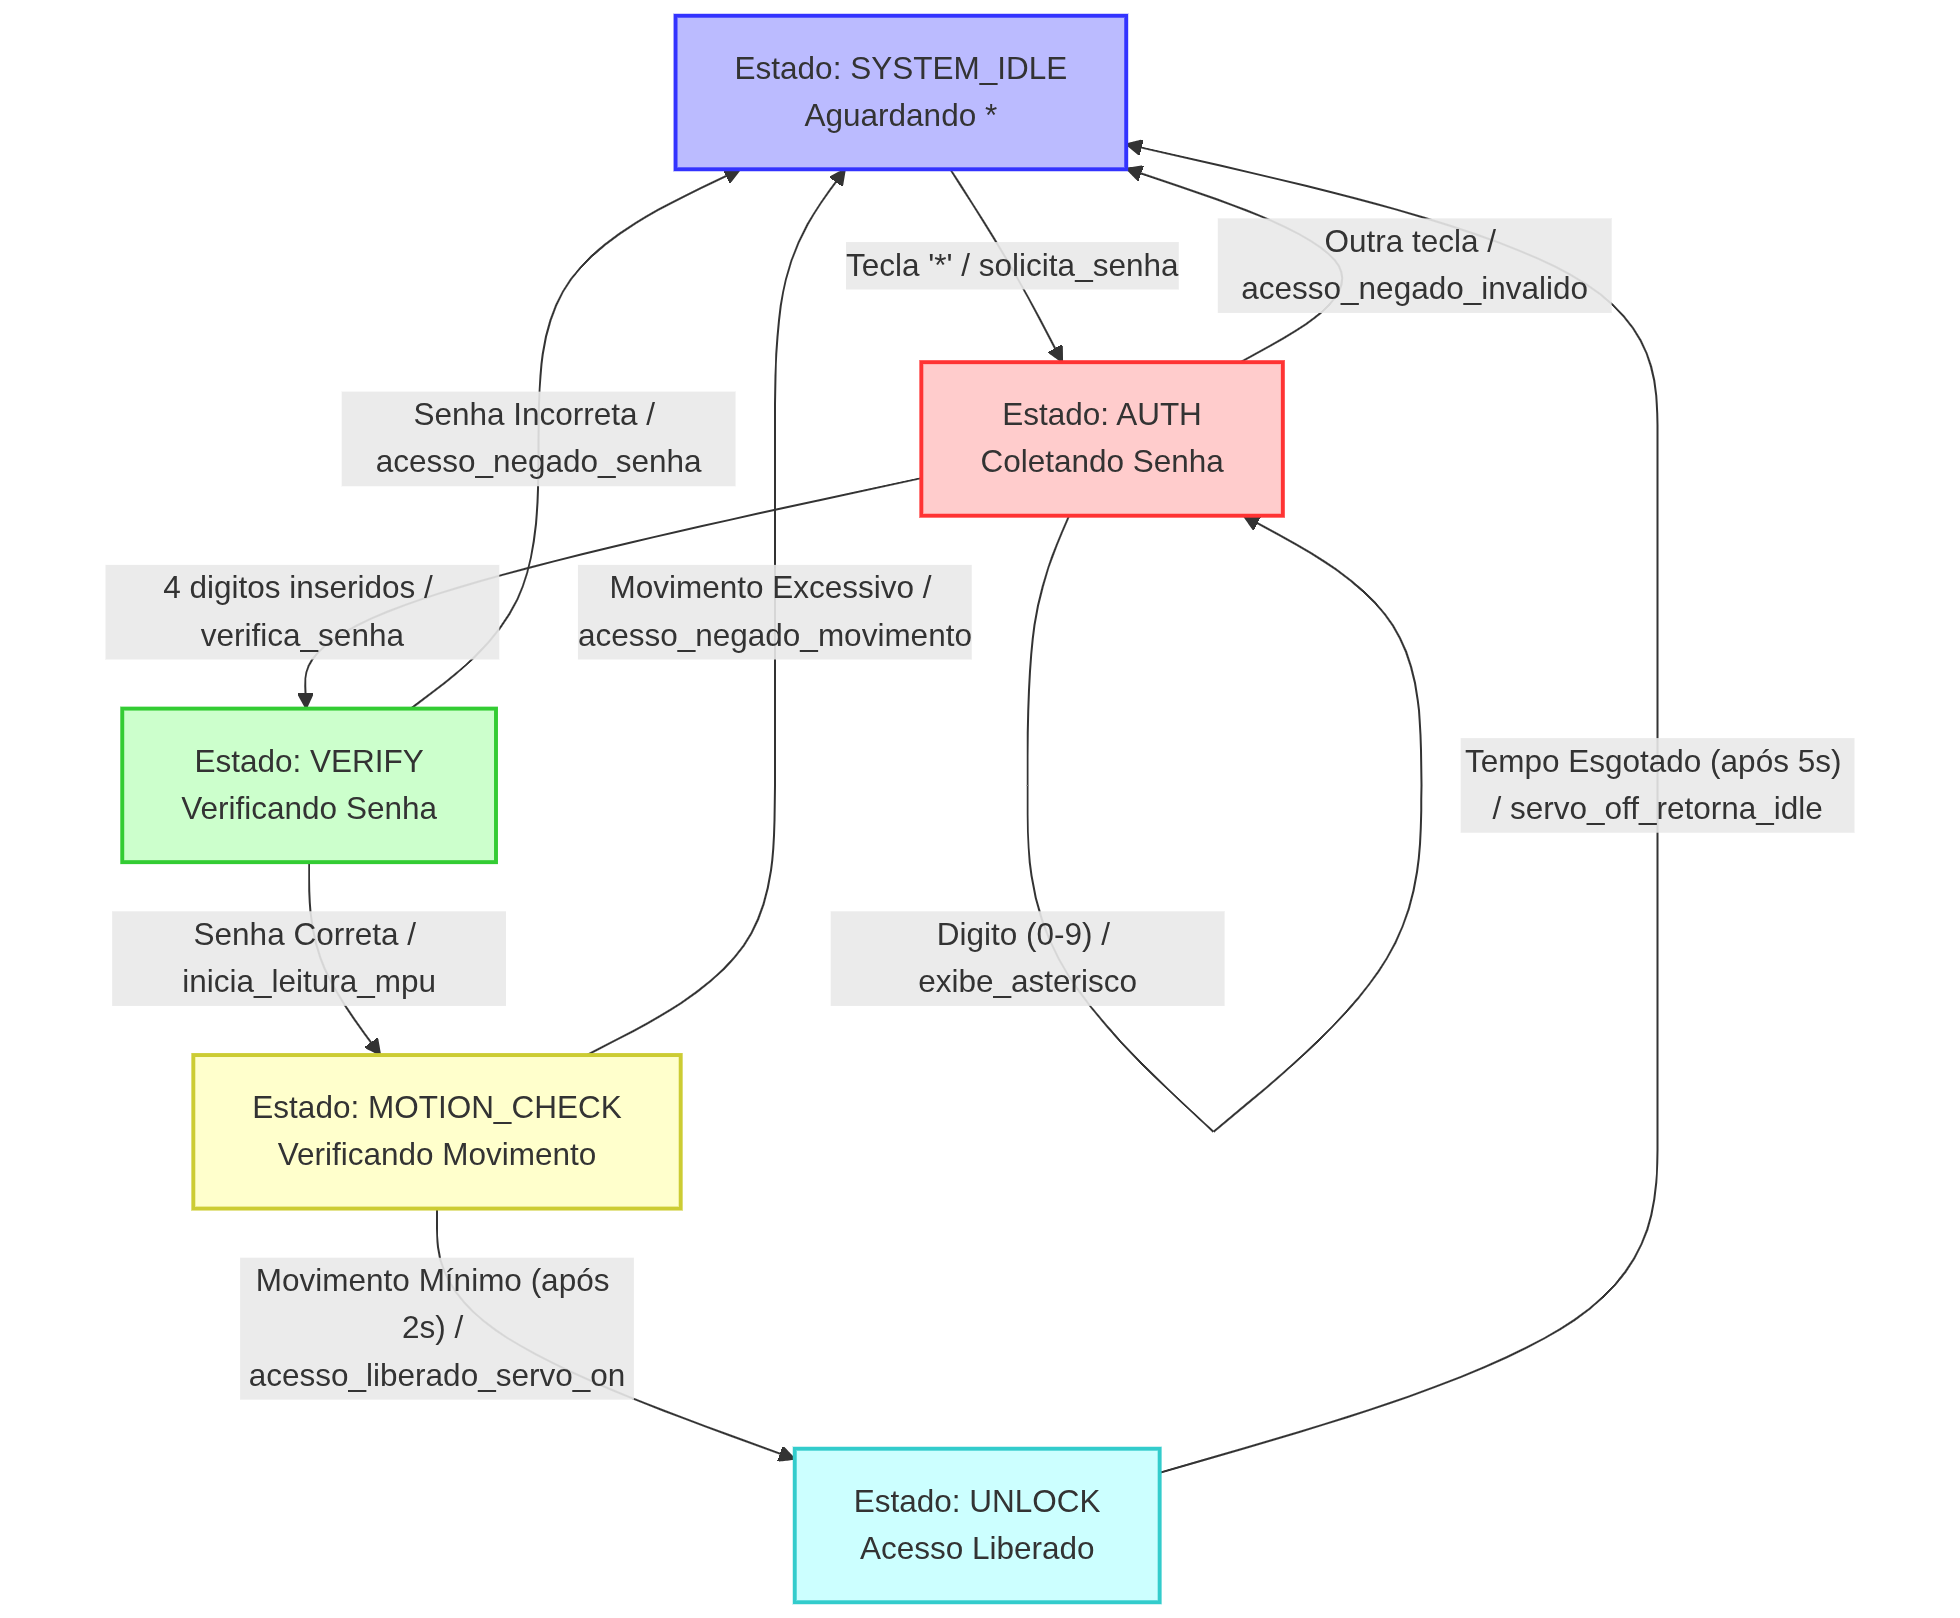 Estado: SYSTEM_IDLE
Aguardando *
Tecla '*' / solicita_senha
Outra tecla /
acesso_negado_invalido
Senha Incorreta /
acesso_negado_senha
Estado: AUTH
Coletando Senha
4 digitos inseridos /
verifica_senha
Movimento Excessivo /
acesso_negado_movimento
Estado: VERIFY
Verificando Senha
Tempo Esgotado (após 5s)
/ servo_off_retorna_idle
Senha Correta /
inicia_leitura_mpu
Digito (0-9) /
exibe_asterisco
Estado: MOTION_CHECK
Verificando Movimento
Movimento Mínimo (após
2s) /
acesso_liberado_servo_on
Estado: UNLOCK
Acesso Liberado